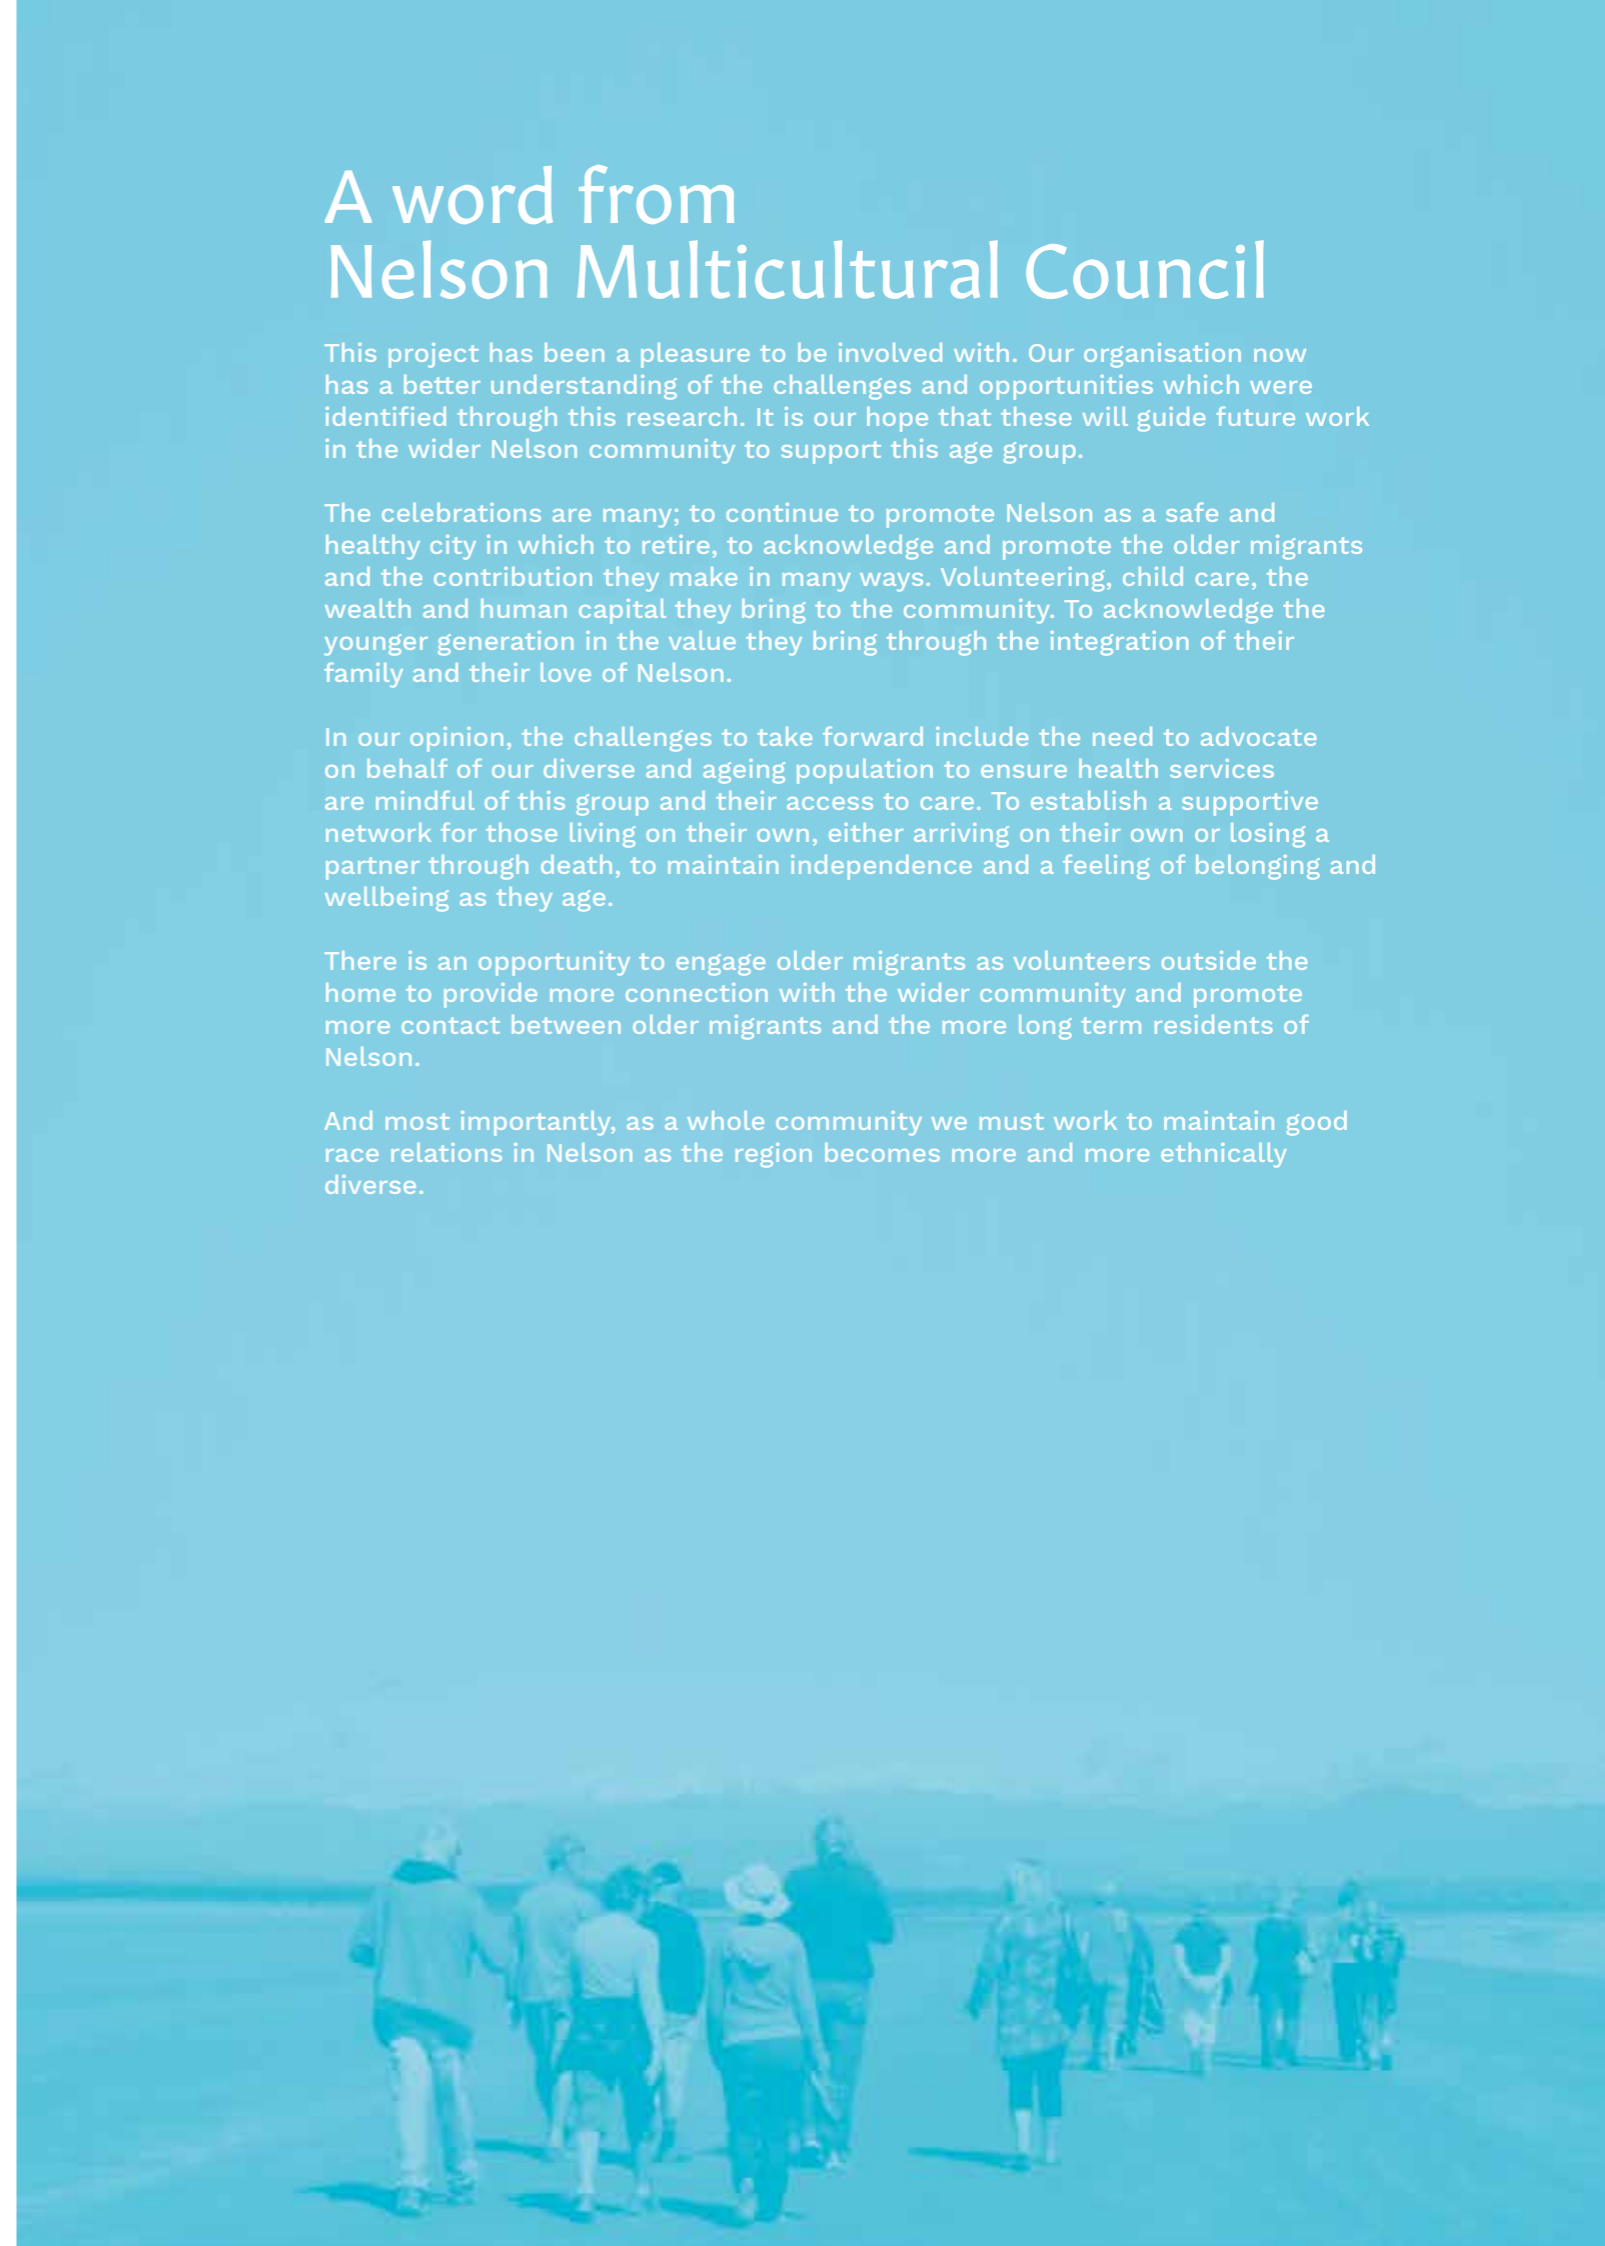 A word from
Nelson Multicultural Council
This project has been a pleasure to be involved with. Our organisation now
has a better understanding of the challenges and opportunities which were
identified through this research. It is our hope that these will guide future work
in the wider Nelson community to support this age group.
The celebrations are many; to continue to promote Nelson as a safe and
healthy city in which to retire, to acknowledge and promote the older migrants
and the contribution they make in many ways. Volunteering, child care, the
wealth and human capital they bring to the community. To acknowledge the
younger generation in the value they bring through the integration of their
family and their love of Nelson.
In our opinion, the challenges to take forward include the need to advocate
on behalf of our diverse and ageing population to ensure health services
are mindful of this group and their access to care. To establish a supportive
network for those living on their own, either arriving on their own or losing a
partner through death, to maintain independence and a feeling of belonging and
wellbeing as they age.
There is an opportunity to engage older migrants as volunteers outside the
home to provide more connection with the wider community and promote
more contact between older migrants and the more long term residents of
Nelson.
And most importantly, as a whole community we must work to maintain good
race relations in Nelson as the region becomes more and more ethnically
diverse.